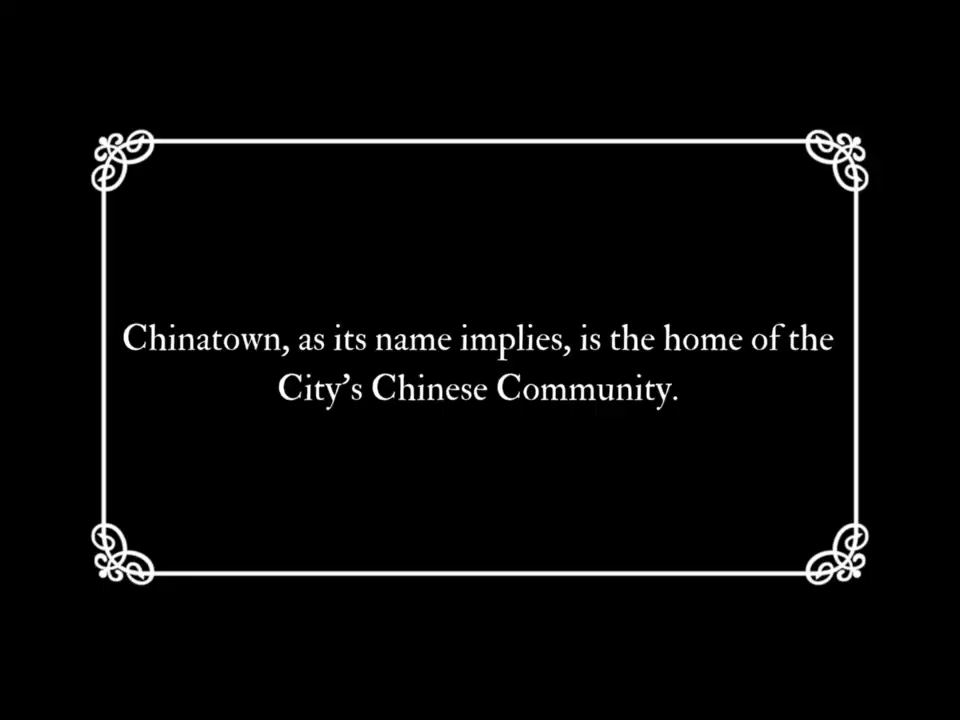 Chinatown, as its name implies, is the home of the
City’s Chinese Community.